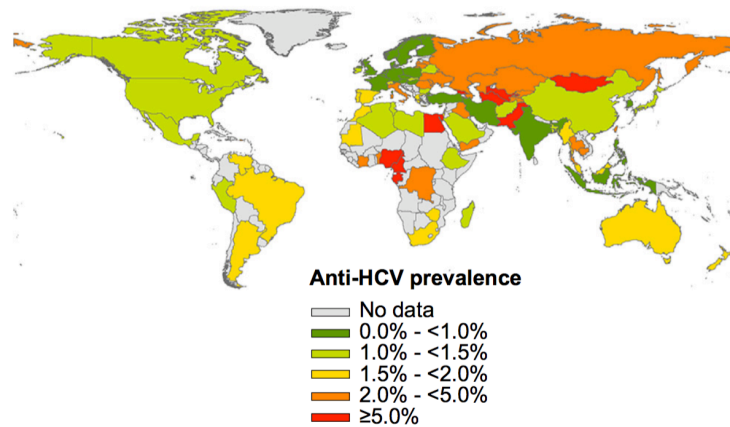 Anti-HCV prevalence
No data
0.0% - <1.0%
1.0% - <1.5%
1.5% - <2.0%
2.0% - <5.0%
≥5.0%